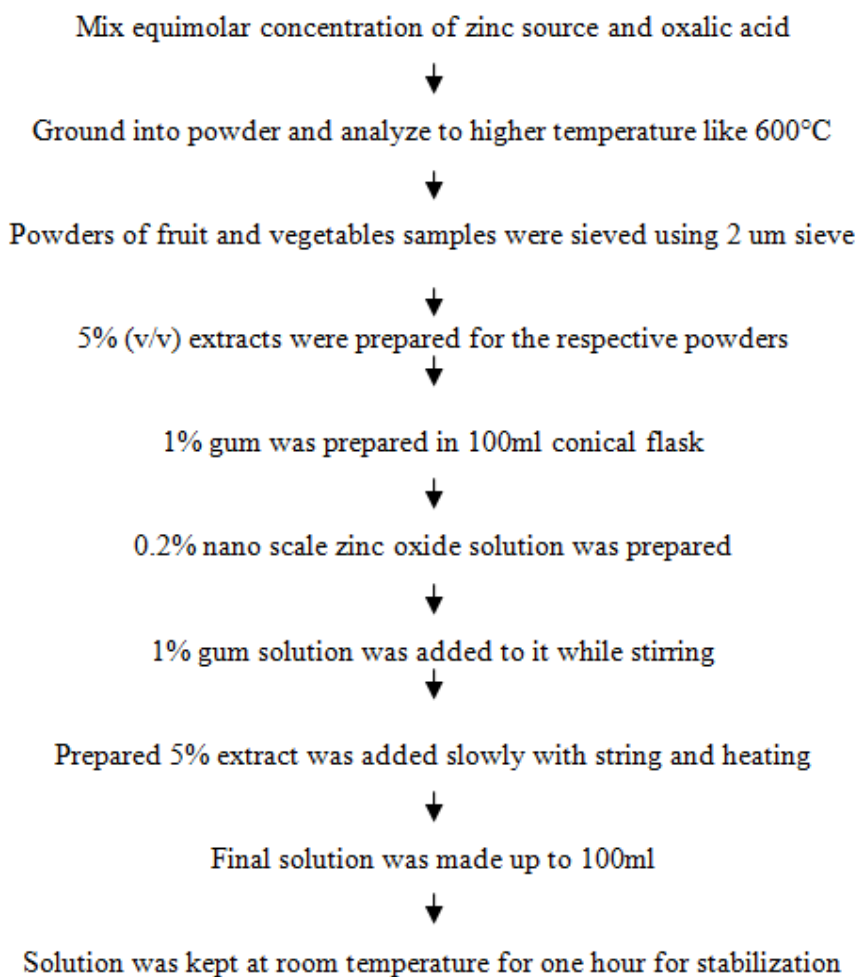 Mix equimolar concentration of zinc source and oxalic acid
Ground into powder and analyze to higher temperature like 600°C
Powders of fruit and vegetables samples were sieved using 2 um sieve
5% (v/v) extracts were prepared for the respective powders
1% gum was prepared in 100ml conical flask
0.2% nano scale zinc oxide solution was prepared
1% gum solution was added to it while stirring
Prepared 5% extract was added slowly with string and heating
Final solution was made up to 100ml
Solution was kept at room temperature for one hour for stabilization